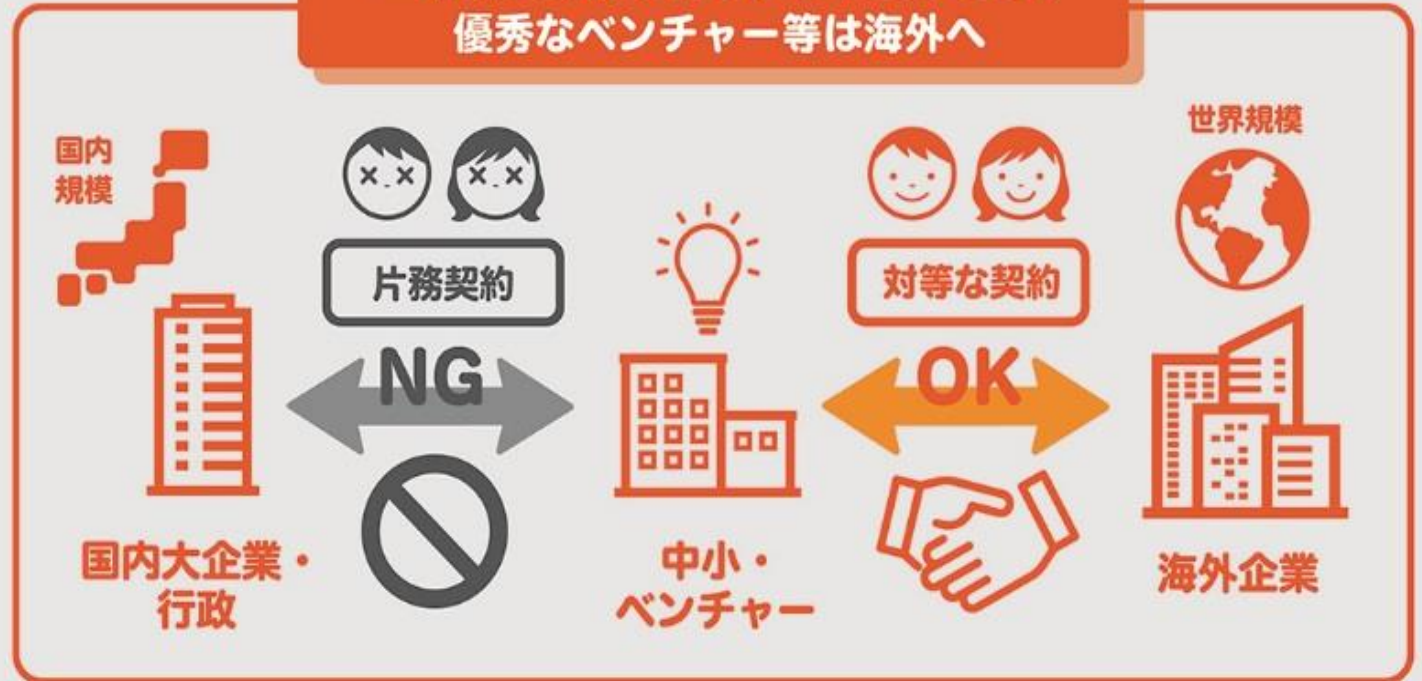 優秀なベンチャー等は海外へ
国内
規模
世界規模
片務契約
対等な契約
NG
OK
国内大企業・
行政
中小・
ベンチャー
海外企業